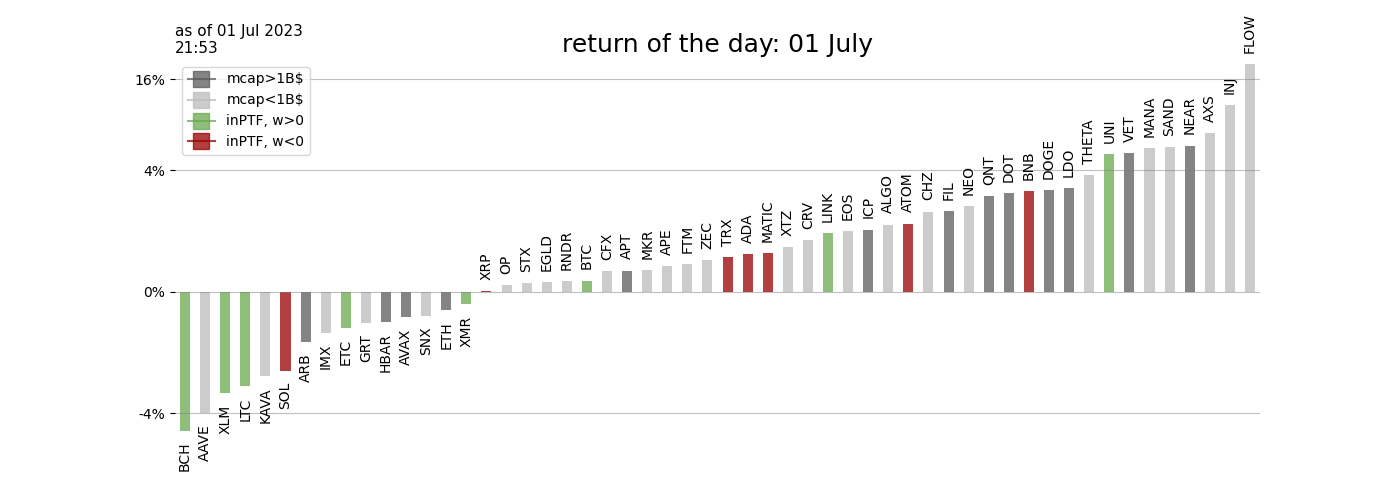 as of 01 Jul 2023
21:53
return of the day: 01 July
mcap>1B$
mcap<1B$
inPTF, w>0
inPTF, w<0
16%
4%
0%
-4%
BCH
AAVE
XLM
LTC
KAVA
SOL
ARB
IMX
ETC
GRT
HBAR
AVAX
SNX
ETH
XMR
XRP
OP
STX
EGLD
RNDR
BTC
CFX
APT
MKR
APE
FTM
ZEC
TRX
ADA
MATIC
XTZ
CRV
LINK
EOS
ICP
ALGO
ATOM
CHZ
FIL
NEO
QNT
DOT
BNB
DOGE
LDO
THETA
UNI
VET
MANA
SAND
NEAR
AXS
INJ
FLOW